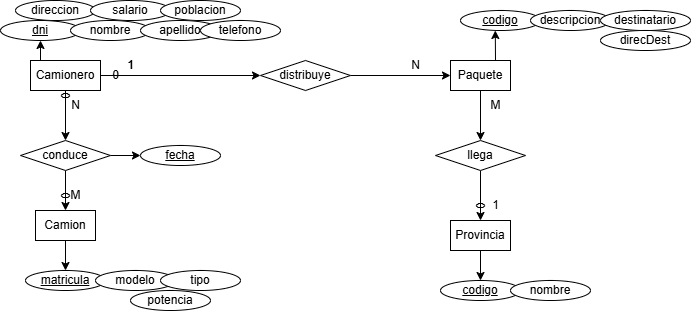 direccion salario poblacion
dni nombre apellido telefono
codigo descripcion destinatario
direcDest
Camionero 0 1 distribuye N Paquete
N
M
conduce fecha
llega
M
1
Camion
Provincia
matricula modelo tipo
potencia
codigo nombre